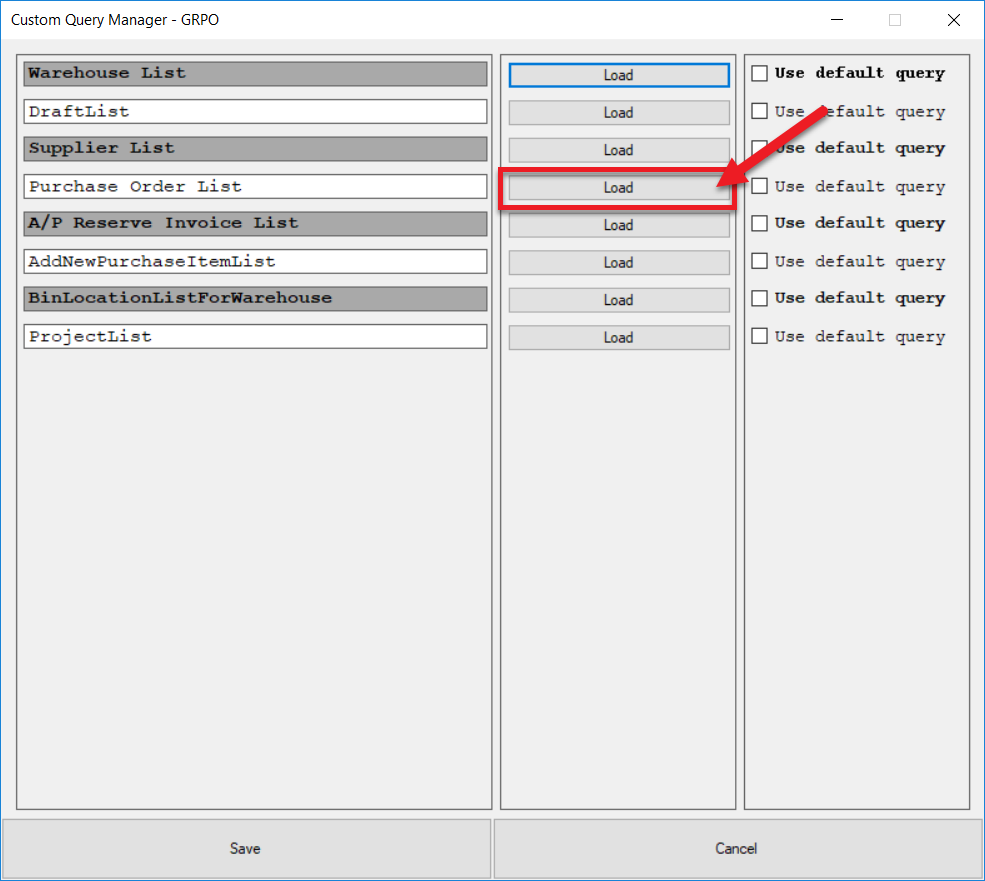 Custom Query Manager - GRPO
Warehouse List Load Use default query
DraftList Load Use default query
Supplier List Load Use default query
Purchase Order List Load Use default query
A/P Reserve Invoice List Load Use default query
AddNewPurchaseItemList Load Use default query
BinLocationListForWarehouse Load Use default query
ProjectList Load Use default query
Save Cancel